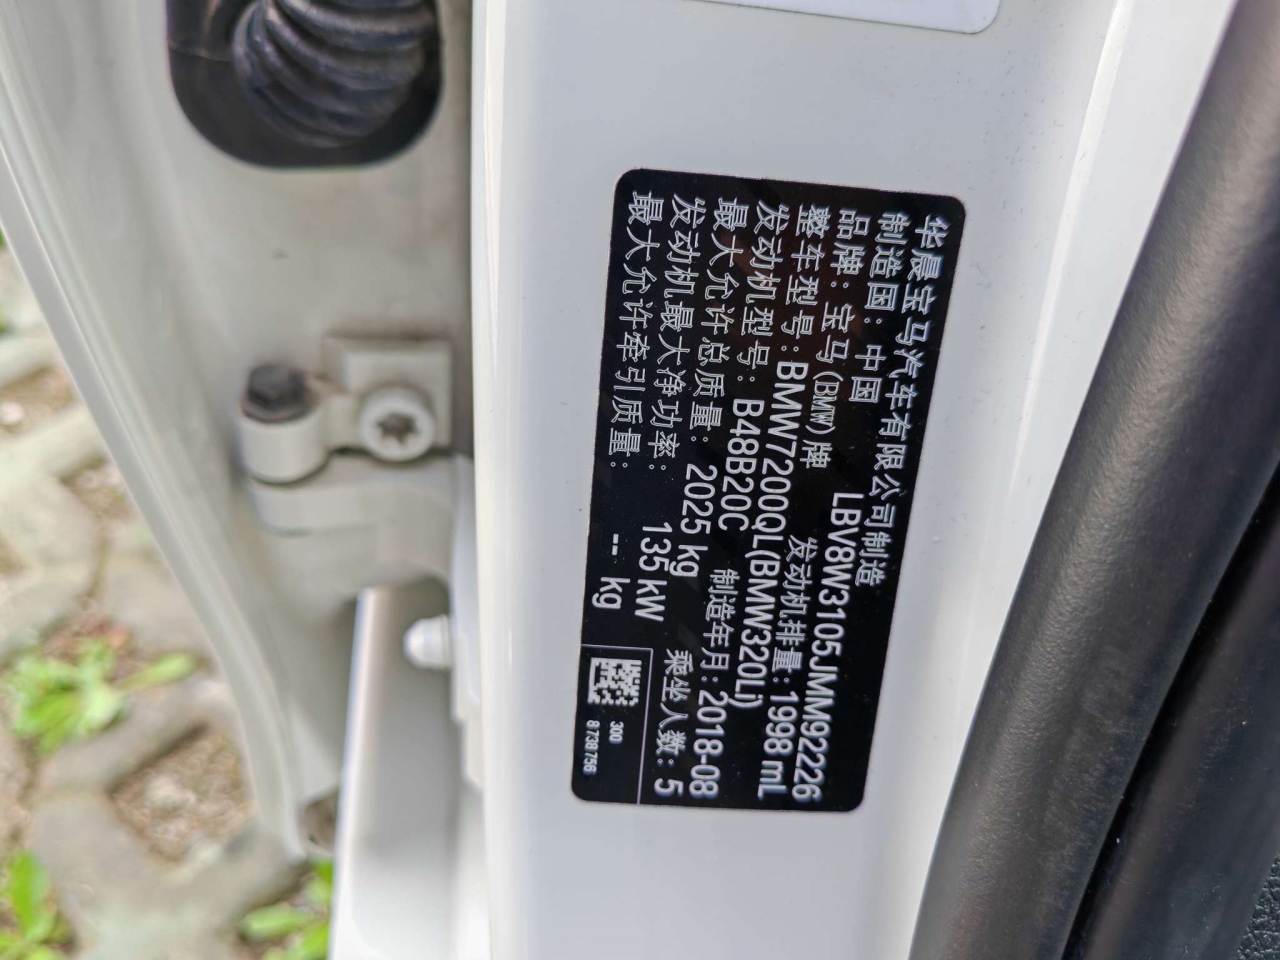 华晨宝马汽车有限公司制造
制造国: 中国 LBV8W3105JMM92226
品牌: 宝马(BMW)牌 发动机排量: 1998 mL
整车型号: BMW7200QL(BMW320Li)
发动机型号: B48B20C 制造年月: 2018-08
最大允许总质量: 2025 kg 乘坐人数: 5
发动机最大净功率: 135 kW
最大允许牵引质量: -- kg
300
8 738 756